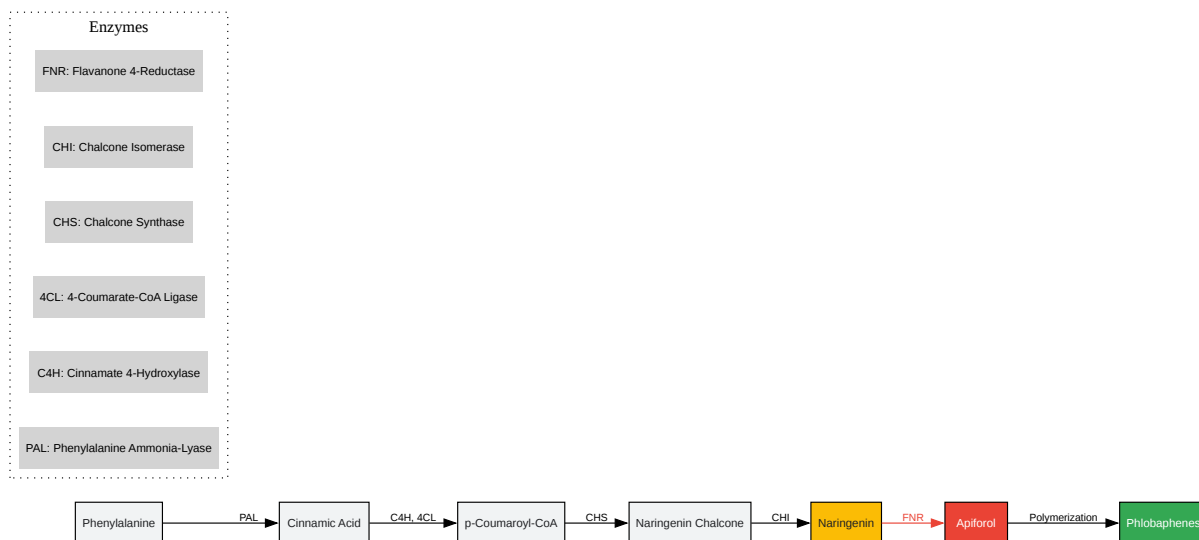 Enzymes
FNR: Flavanone 4-Reductase
CHI: Chalcone Isomerase
CHS: Chalcone Synthase
4CL: 4-Coumarate-CoA Ligase
C4H: Cinnamate 4-Hydroxylase
PAL: Phenylalanine Ammonia-Lyase
Phenylalanine
PAL
Cinnamic Acid
C4H, 4CL
p-Coumaroyl-CoA
CHS
Naringenin Chalcone
CHI
Naringenin
FNR
Apiforol
Polymerization
Phlobaphenes